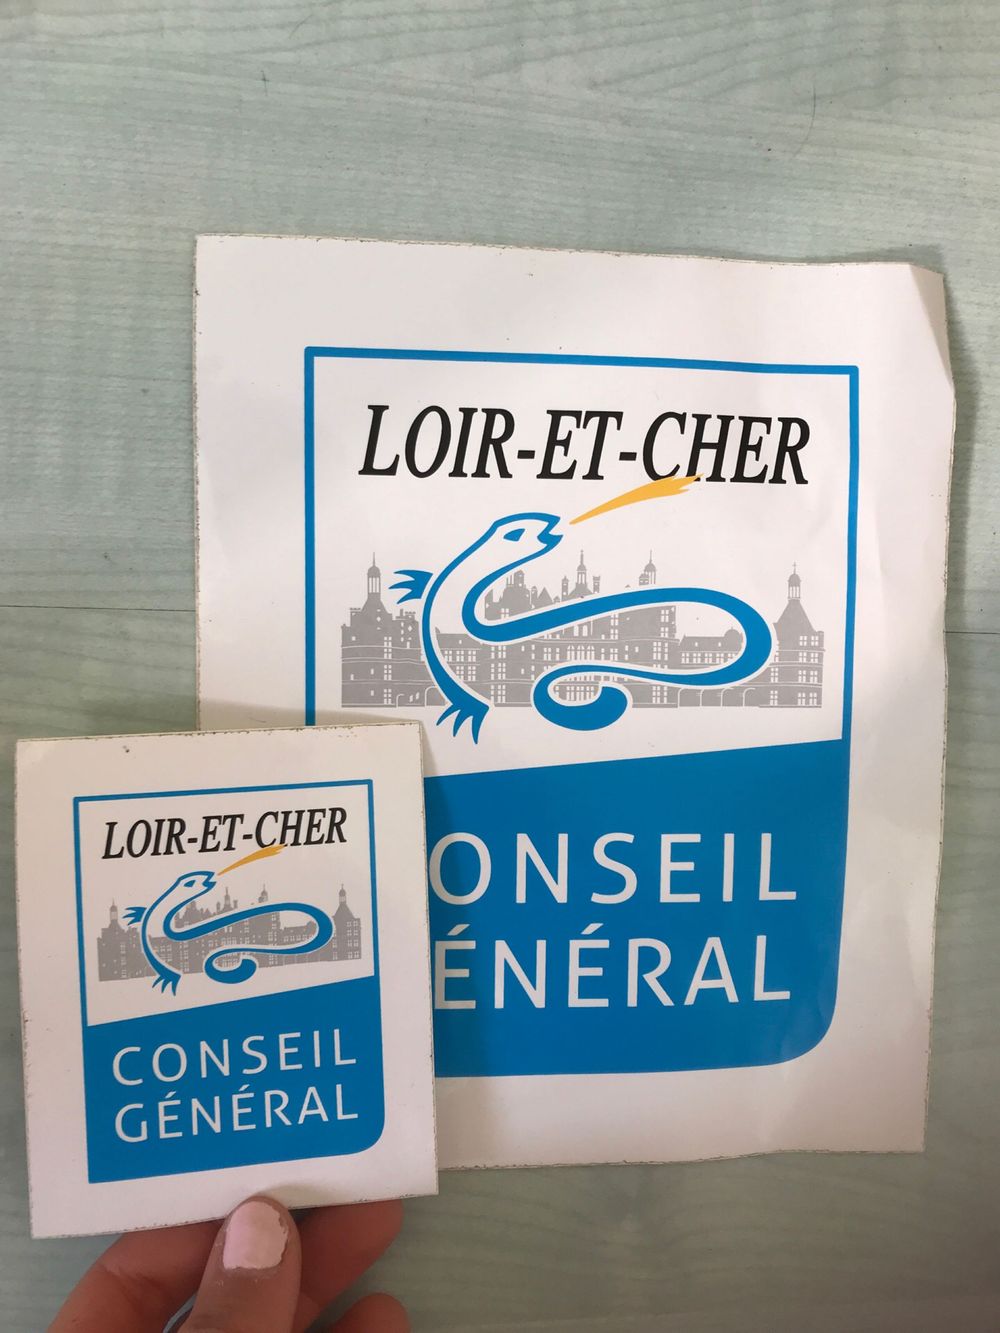 LOIR-ET-CHER
ONSEIL
ÉNÉRAL
LOIR-ET-CHER
CONSEIL
GÉNÉRAL